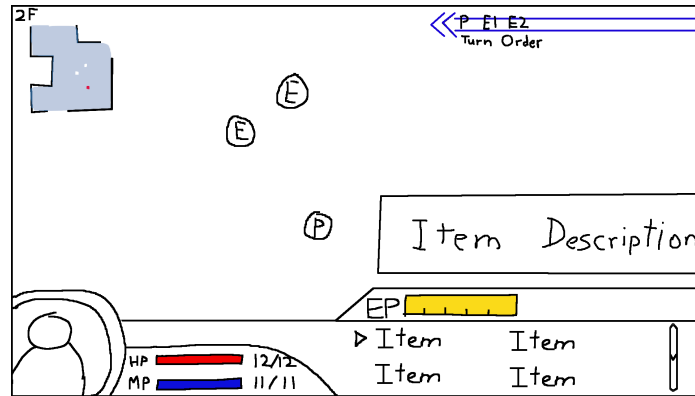 2F
P E1 E2
Turn Order
E
E
P
Item Description
EP
Item Item
HP 12/12
Item Item
MP 11/11